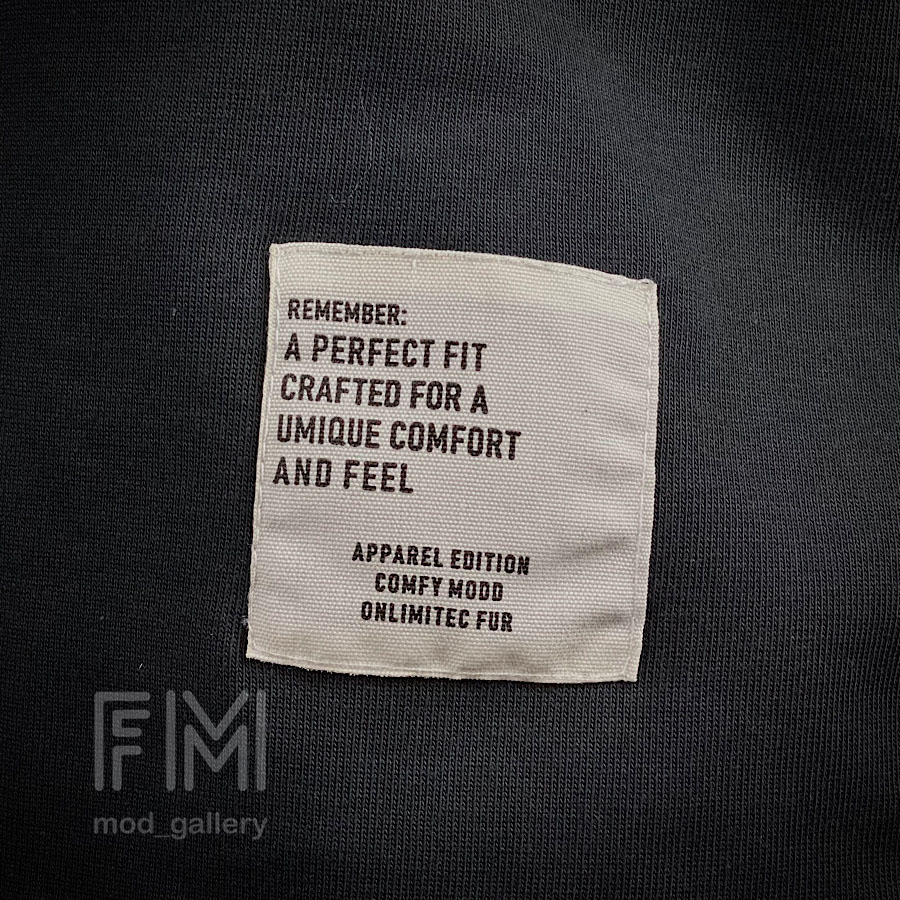 REMEMBER:
A PERFECT FIT
CRAFTED FOR A
UMIQUE COMFORT
AND FEEL
APPAREL EDITION
COMFY MODD
ONLIMITEC FUR
FM
mod_gallery